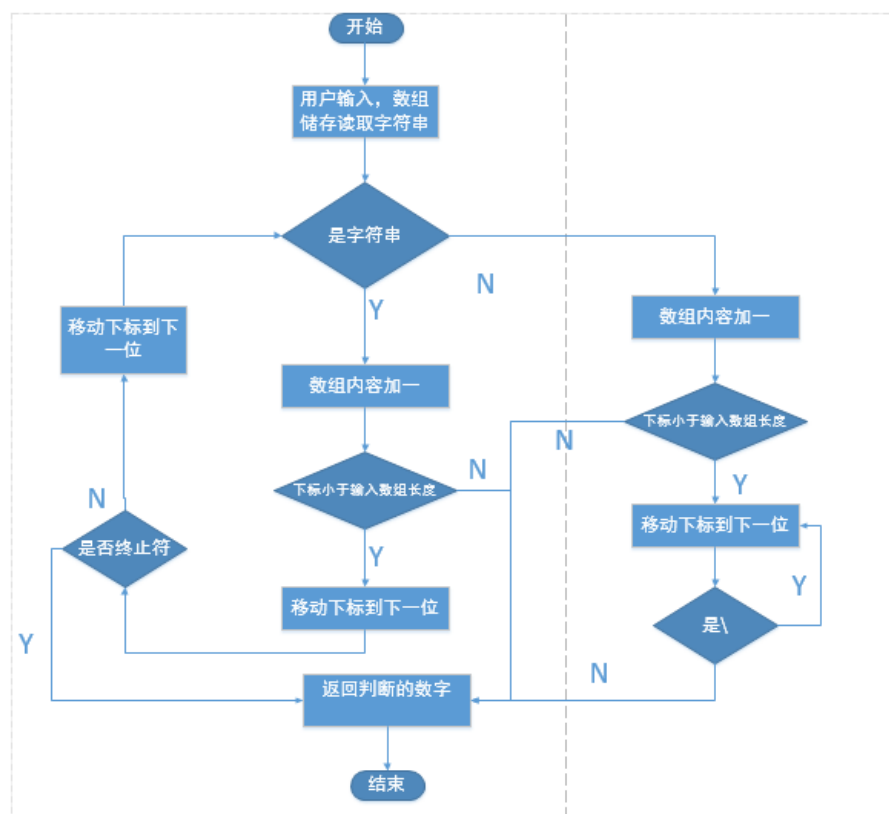 开始
用户输入，数组
储存读取字符串
是字符串
N
Y
移动下标到下
一位
数组内容加一
数组内容加一
下标小于输入数组长度
N
N
下标小于输入数组长度
Y
N
移动下标到下一位
是否终止符
Y
Y
移动下标到下一位
是\
Y
N
返回判断的数字
结束